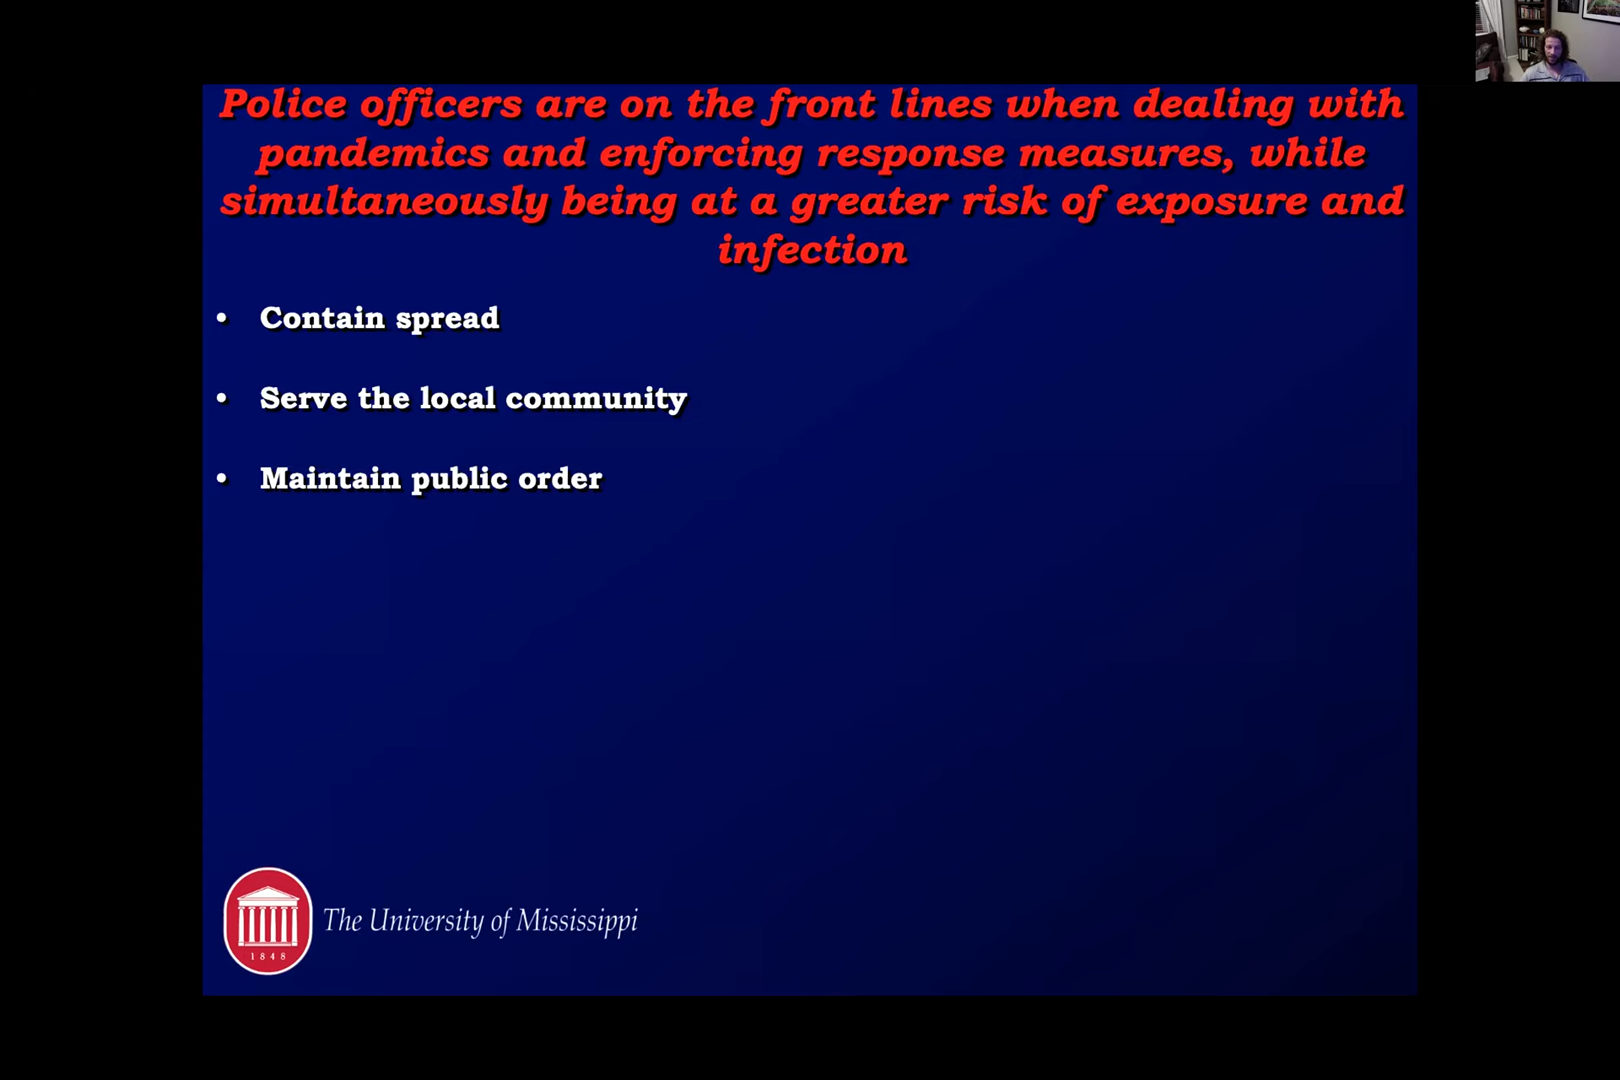 Police officers are on the front lines when dealing with
pandemics and enforcing response measures, while
simultaneously being at a greater risk of exposure and
infection
• Contain spread
• Serve the local community
• Maintain public order
The University of Mississippi
1848